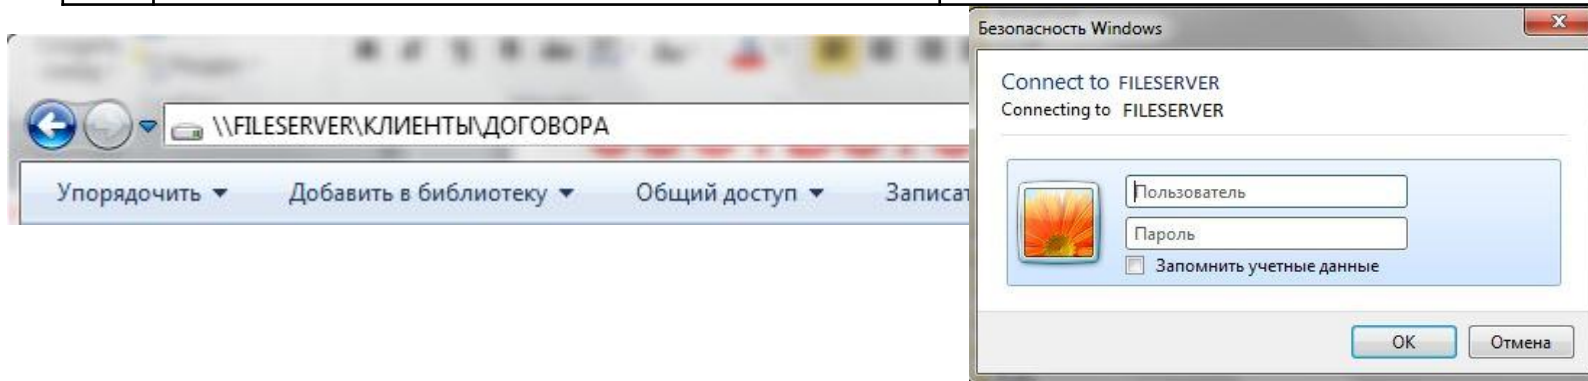 \\FILESERVER\КЛИЕНТЫ\ДОГОВОРА
Упорядочить Добавить в библиотеку Общий доступ
Безопасность Windows
Connect to FILESERVER
Connecting to FILESERVER
Пользователь
Пароль
Запомнить учетные данные
OK Отмена